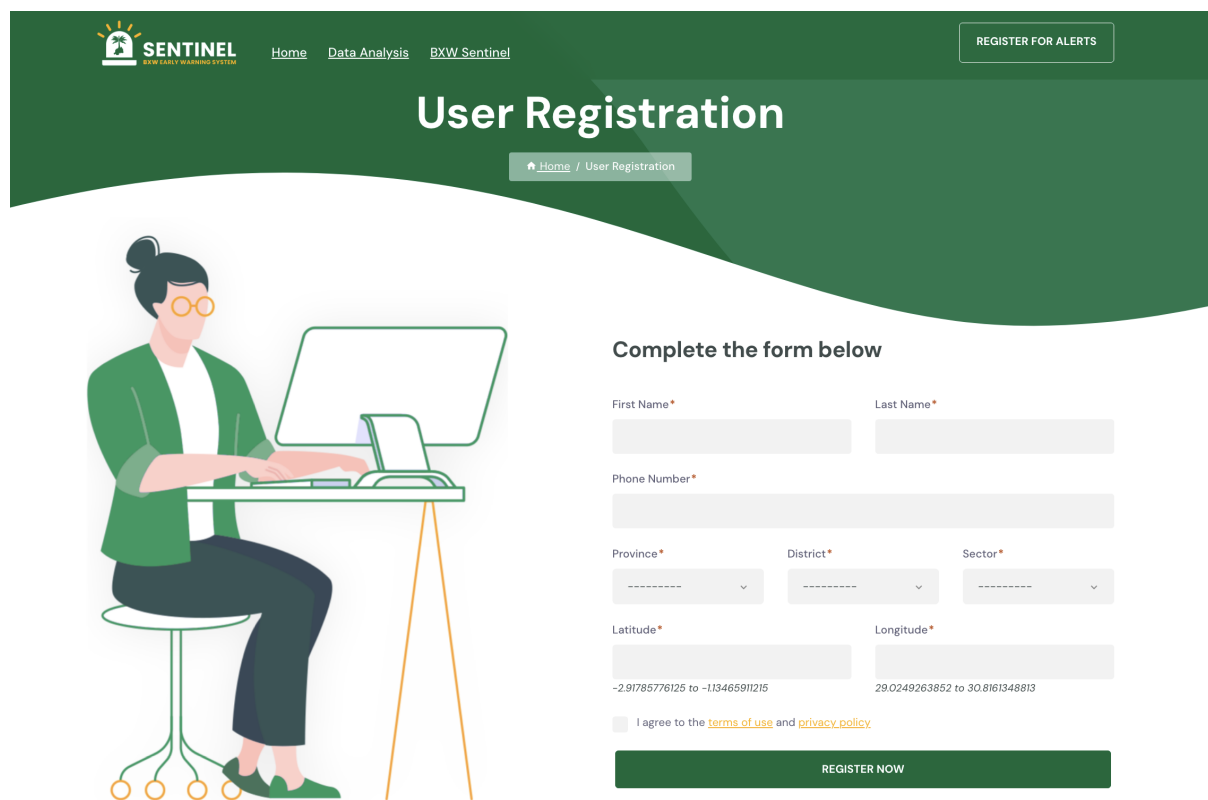 SENTINEL
BXW EARLY WARNING SYSTEM
Home Data Analysis BXW Sentinel
REGISTER FOR ALERTS
User Registration
Home / User Registration
Complete the form below
First Name* Last Name*
Phone Number*
Province* District* Sector*
--------- --------- ---------
Latitude* Longitude*
-2.91785776125 to -1.13465911215 29.0249263852 to 30.8161348813
I agree to the terms of use and privacy policy
REGISTER NOW